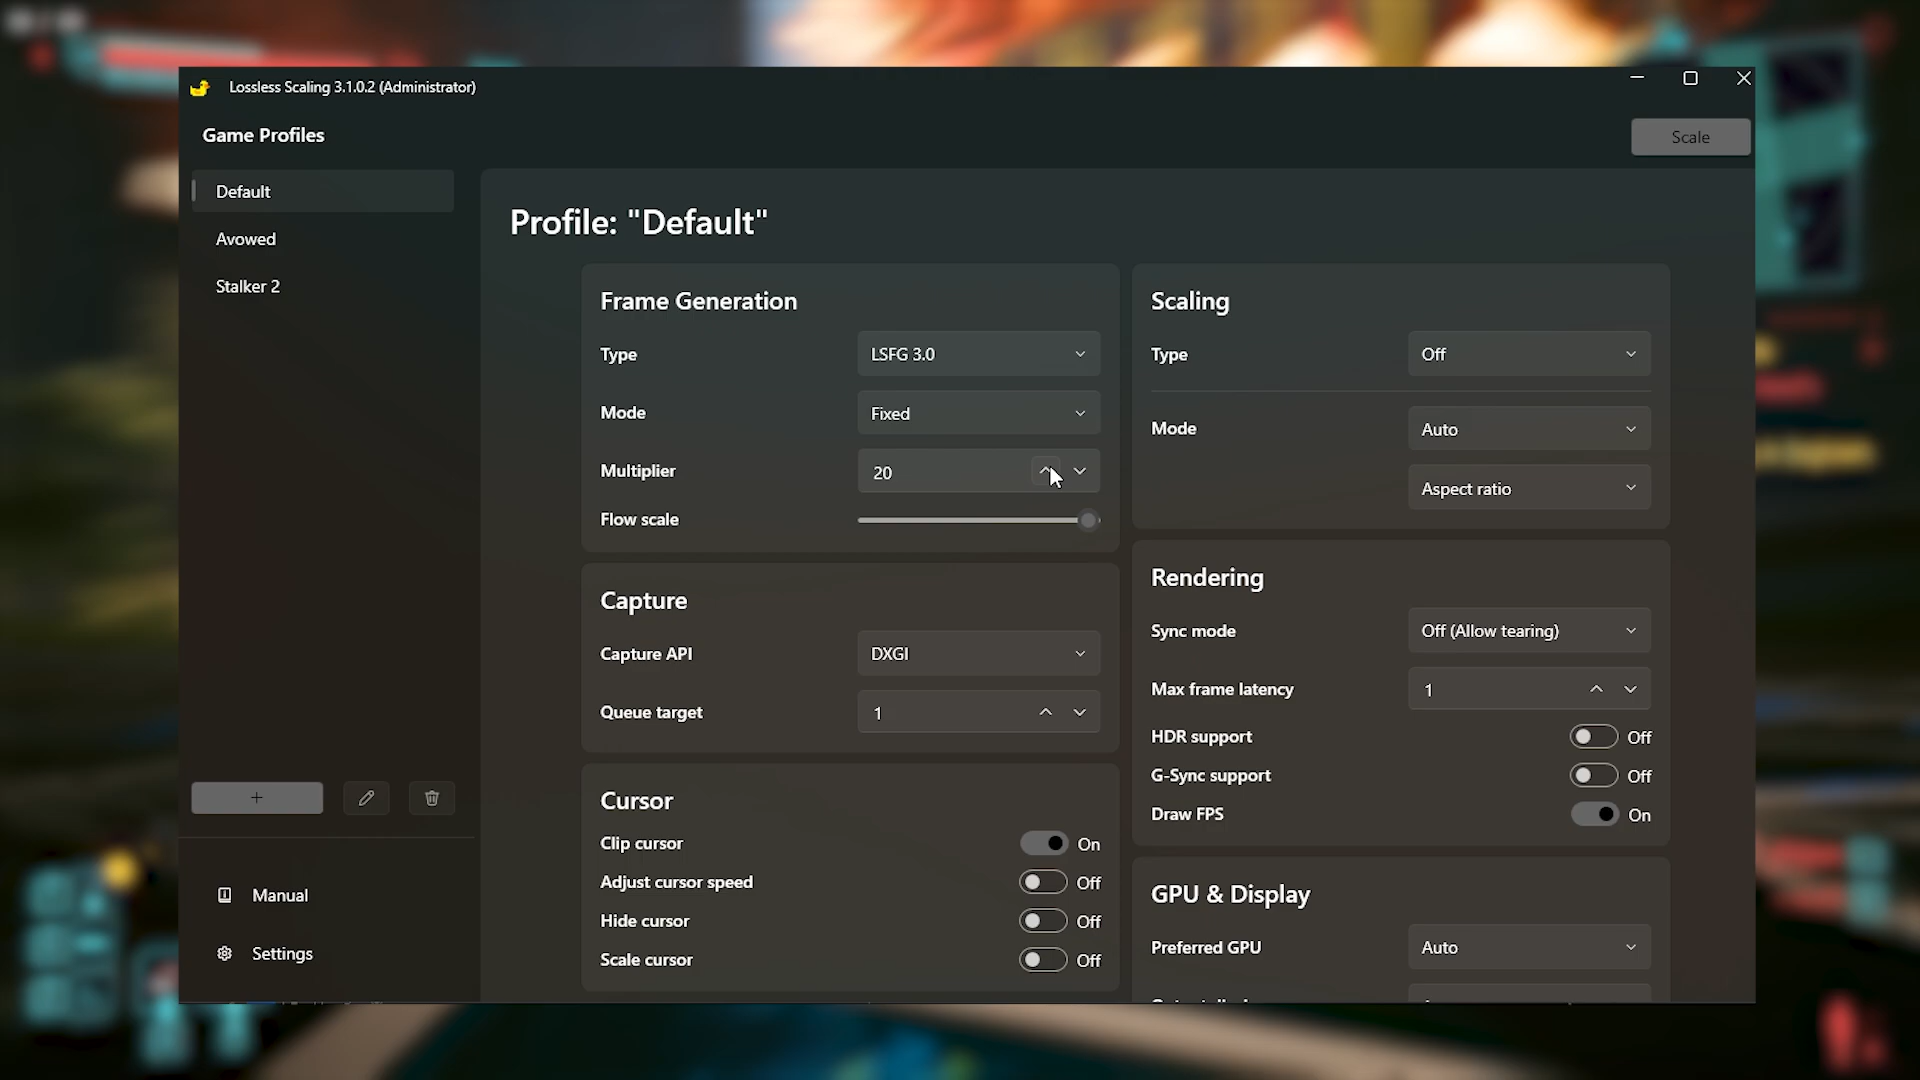 Lossless Scaling 3.1.0.2 (Administrator)
Game Profiles
Scale
Default
Avowed
Stalker 2
Profile: "Default"
Frame Generation
Type
LSFG 3.0
Mode
Fixed
Multiplier
20
Flow scale
Capture
Capture API
DXGI
Queue target
1
Cursor
Clip cursor
On
Adjust cursor speed
Off
Hide cursor
Off
Scale cursor
Off
Scaling
Type
Off
Mode
Auto
Aspect ratio
Rendering
Sync mode
Off (Allow tearing)
Max frame latency
1
HDR support
Off
G-Sync support
Off
Draw FPS
On
GPU & Display
Preferred GPU
Auto
Manual
Settings